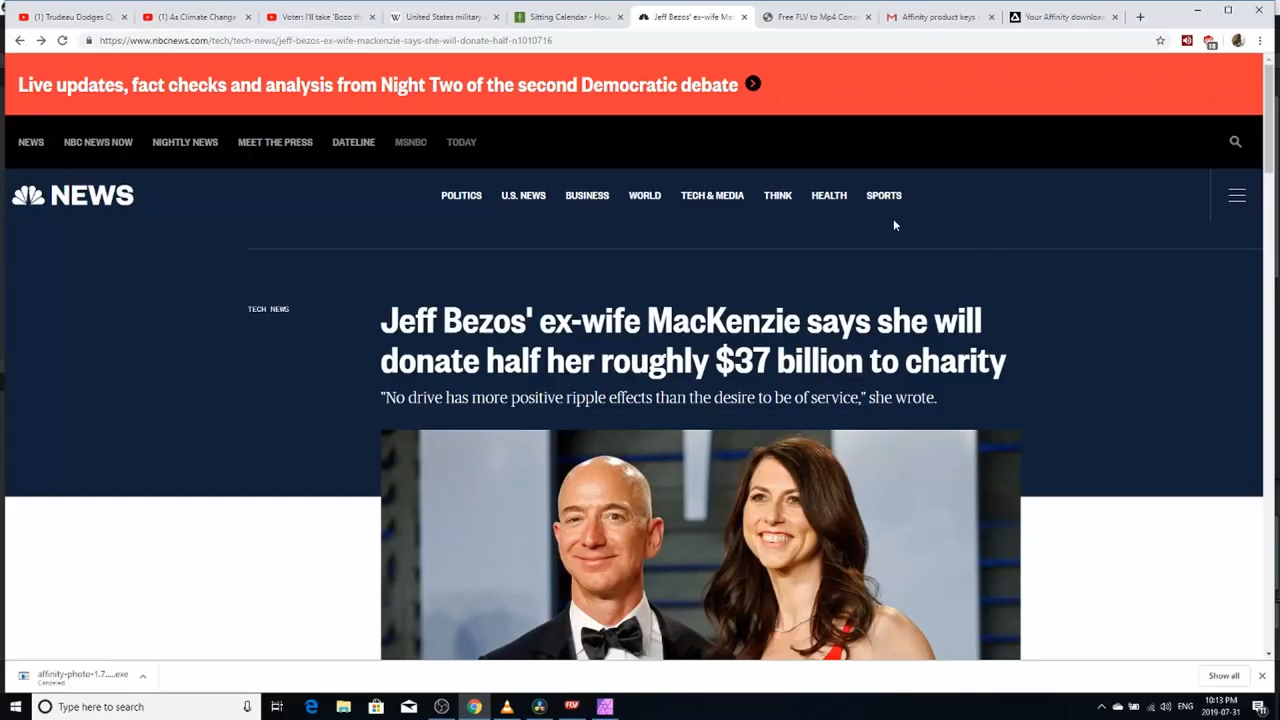 (1) Trudeau Dodges Q
(1) As Climate Change
Voter: I'll take 'Bozo th
United States military
Sitting Calendar - Hou
Jeff Bezos' ex-wife Mac
Free FLV to Mp4 Conv
Affinity product keys -
Your Affinity download
https://www.nbcnews.com/tech/tech-news/jeff-bezos-ex-wife-mackenzie-says-she-will-donate-half-n1010716
18
Live updates, fact checks and analysis from Night Two of the second Democratic debate
NEWS NBC NEWS NOW NIGHTLY NEWS MEET THE PRESS DATELINE MSNBC TODAY
NEWS
POLITICS U.S. NEWS BUSINESS WORLD TECH & MEDIA THINK HEALTH SPORTS
TECH NEWS
Jeff Bezos' ex-wife MacKenzie says she will
donate half her roughly $37 billion to charity
"No drive has more positive ripple effects than the desire to be of service," she wrote.
affinity-photo-1.7.....exe
Canceled
Show all
Type here to search
FLV
ENG
10:13 PM
2019-07-31